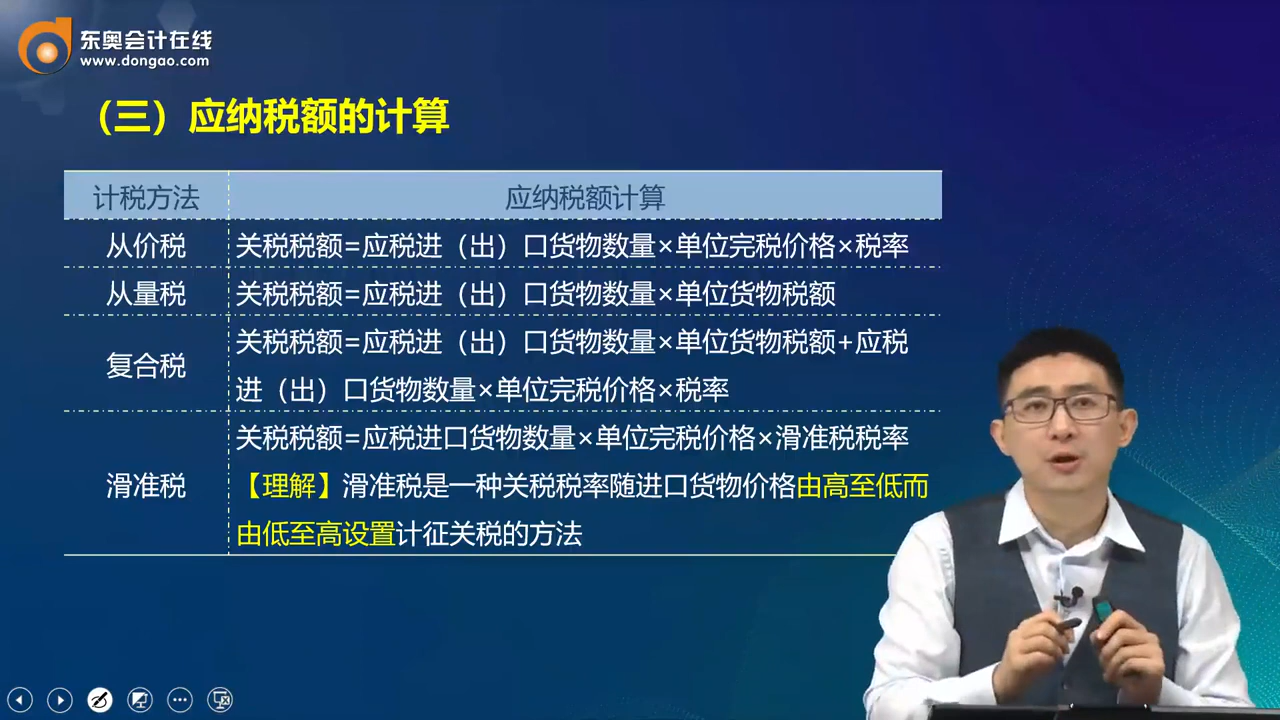 东奥会计在线
www.dongao.com
（三）应纳税额的计算
计税方法
应纳税额计算
从价税
关税税额=应税进（出）口货物数量×单位完税价格×税率
从量税
关税税额=应税进（出）口货物数量×单位货物税额
复合税
关税税额=应税进（出）口货物数量×单位货物税额+应税
进（出）口货物数量×单位完税价格×税率
滑准税
关税税额=应税进口货物数量×单位完税价格×滑准税税率
【理解】滑准税是一种关税税率随进口货物价格由高至低而
由低至高设置计征关税的方法